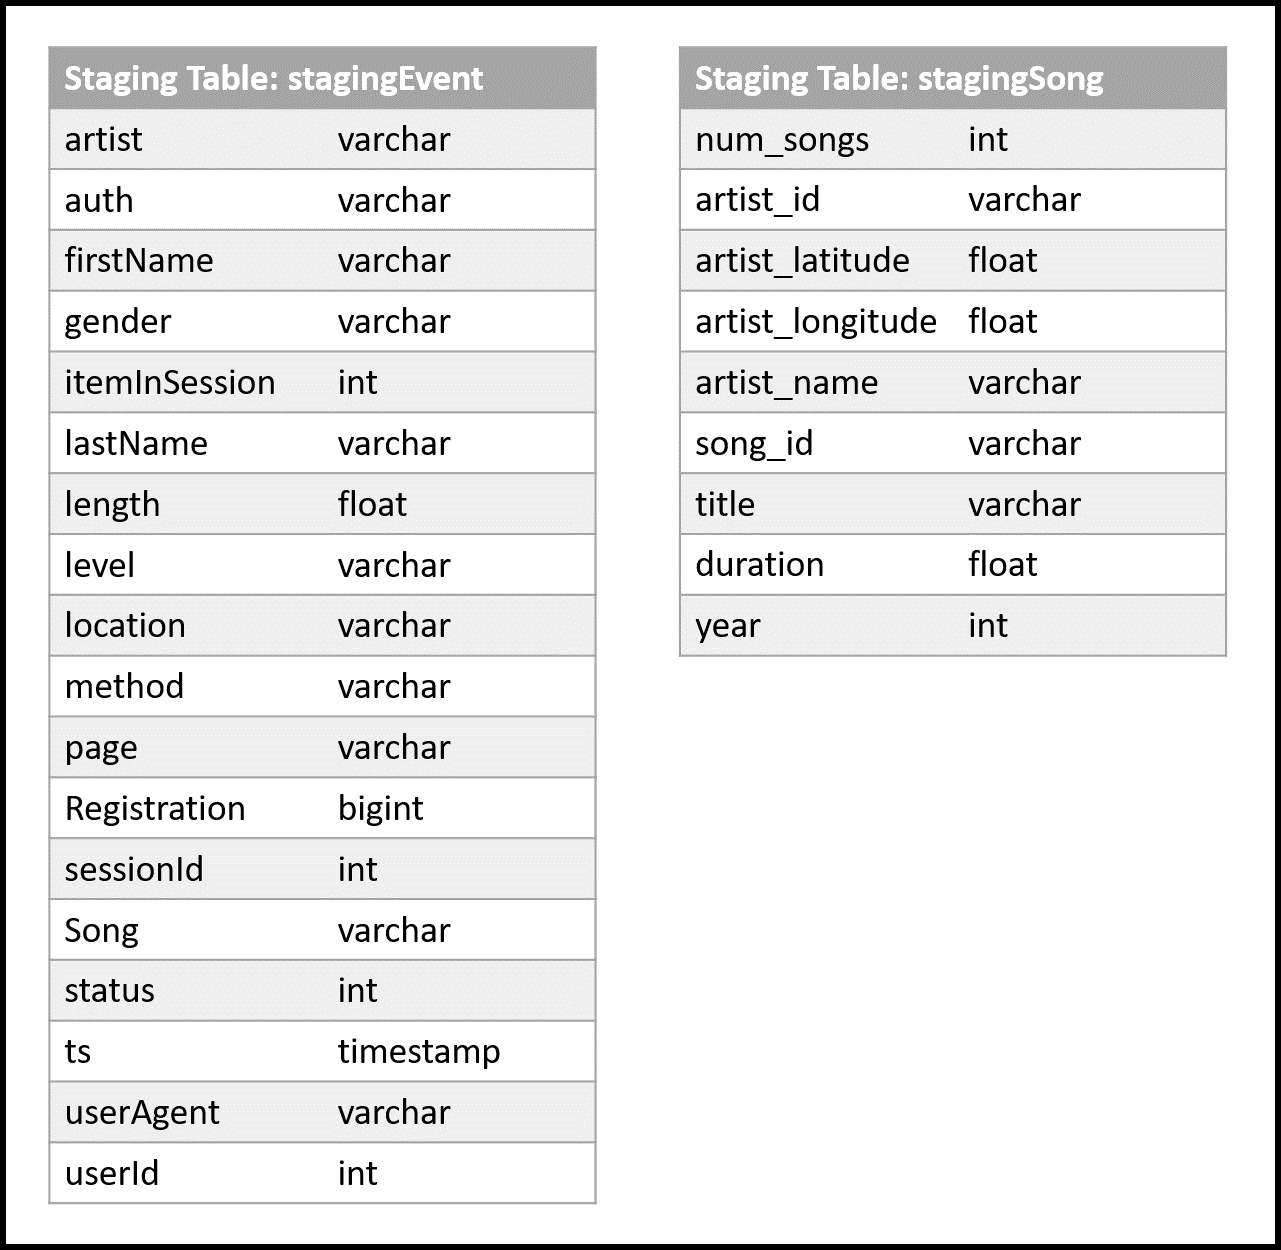 Staging Table: stagingEvent
artist varchar
auth varchar
firstName varchar
gender varchar
itemInSession int
lastName varchar
length float
level varchar
location varchar
method varchar
page varchar
Registration bigint
sessionId int
Song varchar
status int
ts timestamp
userAgent varchar
userId int
Staging Table: stagingSong
num_songs int
artist_id varchar
artist_latitude float
artist_longitude float
artist_name varchar
song_id varchar
title varchar
duration float
year int